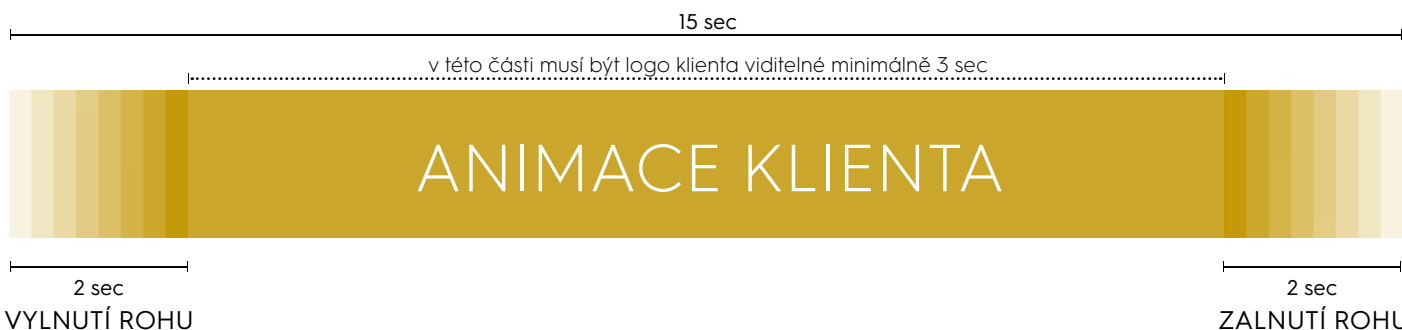 15 sec
v této části musí být logo klienta viditelné minimálně 3 sec
ANIMACE KLIENTA
2 sec
2 sec
VYLNUTÍ ROHU
ZALNUTÍ ROHU